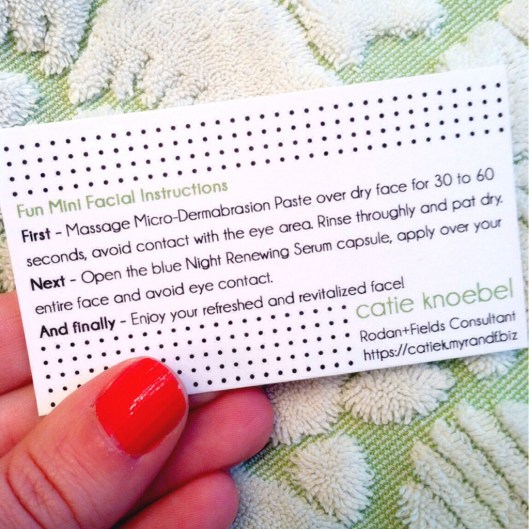 Fun Mini Facial Instructions
First - Massage Micro-Dermabrasion Paste over dry face for 30 to 60
seconds, avoid contact with the eye area. Rinse throughly and pat dry.
Next - Open the blue Night Renewing Serum capsule, apply over your
entire face and avoid eye contact.
And finally - Enjoy your refreshed and revitalized face!
catie knoebel
Rodan+Fields Consultant
https://catiek.myrandf.biz